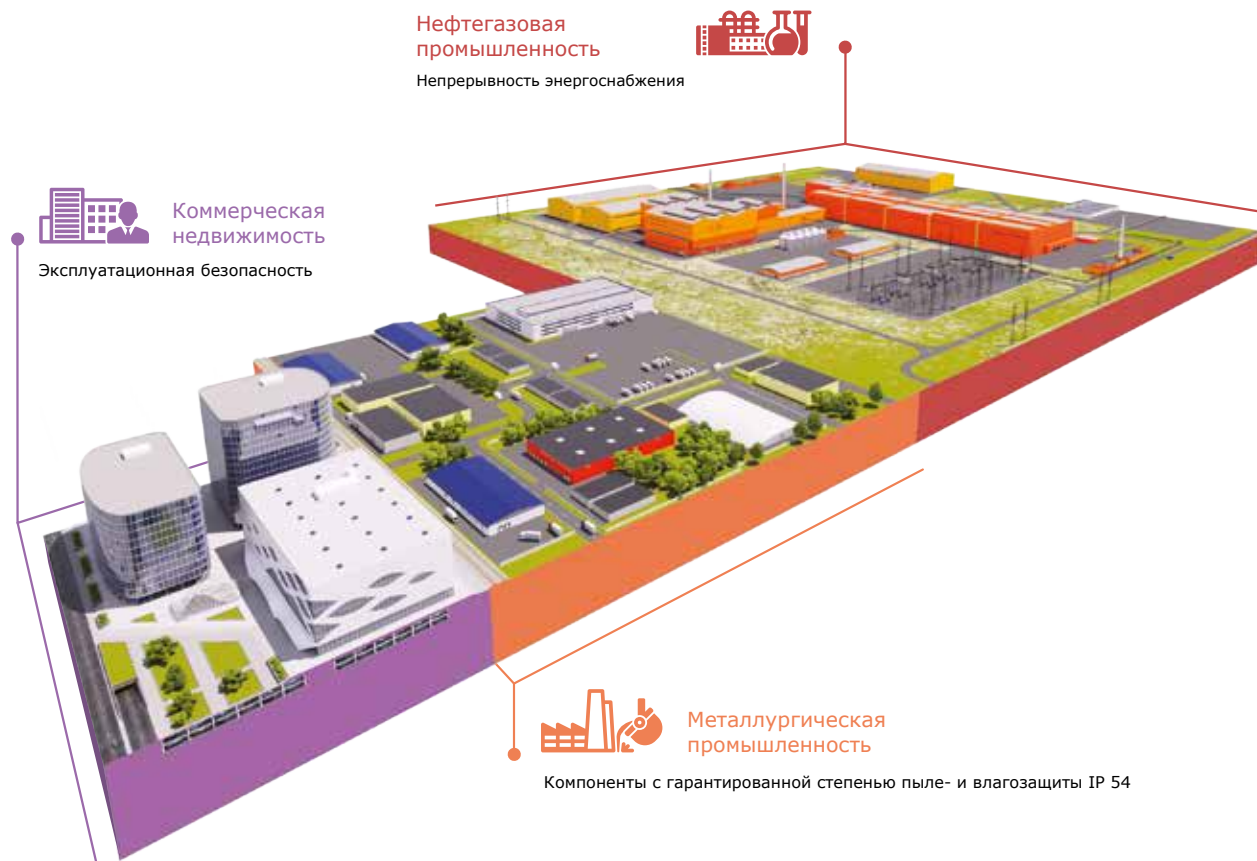 Нефтегазовая
промышленность
Непрерывность энергоснабжения
Коммерческая
недвижимость
Эксплуатационная безопасность
Металлургическая
промышленность
Компоненты с гарантированной степенью пыле- и влагозащиты IP 54